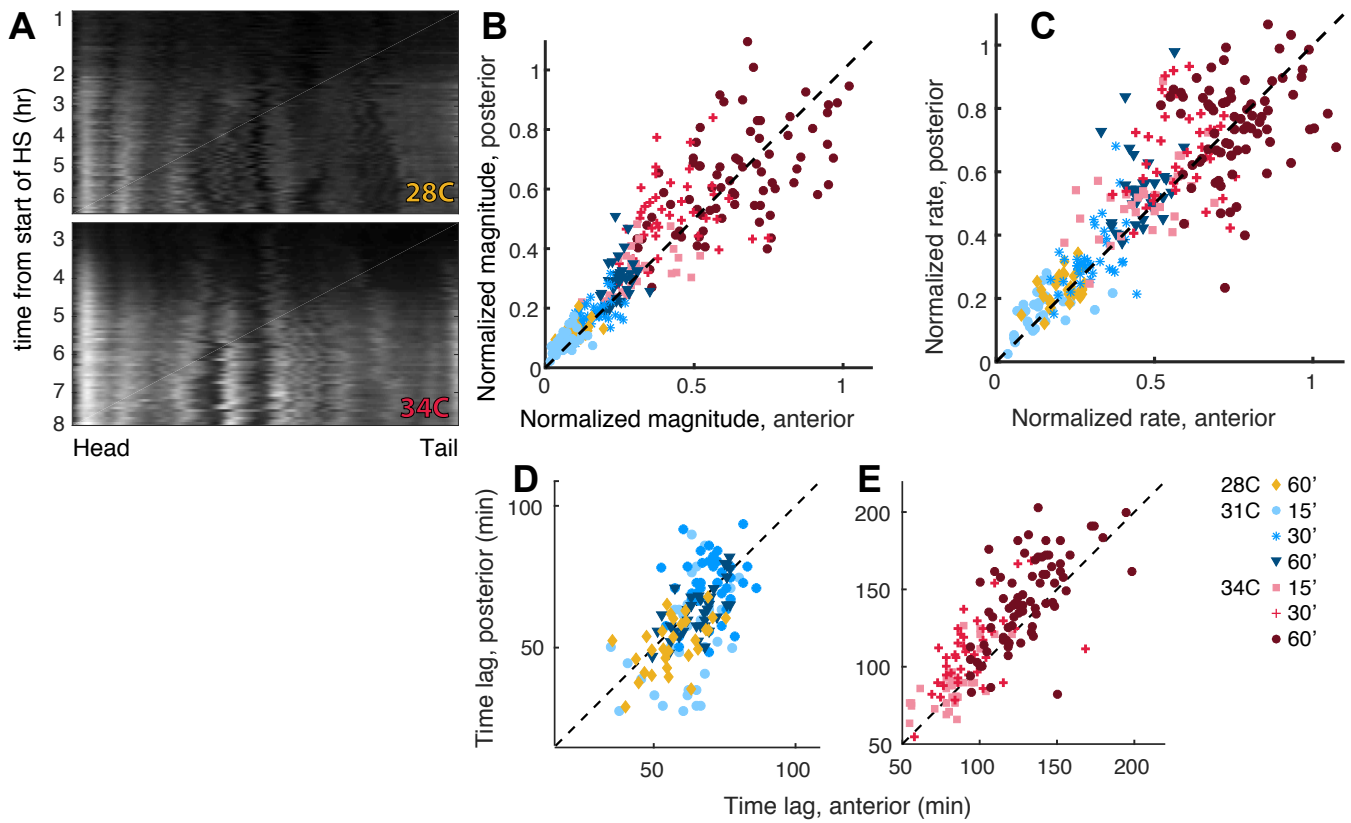 A
time from start of HS (hr)
1
2
3
4
5
6
28C
3
4
5
6
7
8
34C
Head Tail
B
Normalized magnitude, posterior
1
0.8
0.6
0.4
0.2
0
0 0.5 1
Normalized magnitude, anterior
C
Normalized rate, posterior
1
0.8
0.6
0.4
0.2
0
0 0.5 1
Normalized rate, anterior
D
Time lag, posterior (min)
100
50
50 100
E
200
150
100
50
50 100 150 200
Time lag, anterior (min)
28C 60’
31C 15’
30’
60’
34C 15’
30’
60’